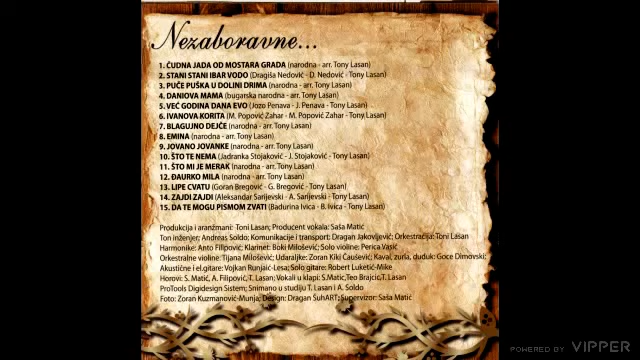 Nezaboravne...
1. ČUDNA JADA OD MOSTARA GRADA (narodna - arr. Tony Lasan)
2. STANI STANI IBAR VODO (Dragiša Nedović - D. Nedović - Tony Lasan)
3. PUČE PUŠKA U DOLINI DRIMA (narodna - arr. Tony Lasan)
4. DANIOVA MAMA (bugarska narodna - arr. Tony Lasan)
5. VEĆ GODINA DANA EVO (Jozo Penava - J. Penava - Tony Lasan)
6. IVANOVA KORITA (M. Popović Zahar - M. Popović Zahar - Tony Lasan)
7. BLAGUJNO DEJČE (narodna - arr. Tony Lasan)
8. EMINA (narodna - arr. Tony Lasan)
9. JOVANO JOVANKE (narodna - arr. Tony Lasan)
10. ŠTO TE NEMA (Jadranka Stojaković - J. Stojaković - Tony Lasan)
11. ŠTO MI JE MERAK (narodna - arr. Tony Lasan)
12. ĐAURKO MILA (narodna - arr. Tony Lasan)
13. LIPE CVATU (Goran Bregović - G. Bregović - Tony Lasan)
14. ZAJDI ZAJDI (Aleksandar Sarijevski - A. Sarijevski - Tony Lasan)
15. DA TE MOGU PISMOM ZVATI (Badurina Ivica - B. Ivica - Tony Lasan)
Produkcija i aranžmani: Toni Lasan; Producent vokala: Saša Matić
Ton inženjer; Andreas Soldo; Komunikacije i transport; Dragan Jakovljević; Orkestracija: Toni Lasan
Harmonike: Anto Filipović; Klarinet: Boki Milošević; Solo violine: Perica Vasić
Orkestralne violine: Tijana Milošević; Udaraljke: Zoran Kiki Čaušević; Kaval, zurla, duduk: Goce Dimovski;
Akustične i el.gitare: Vojkan Runjaić-Lesa; Solo gitare: Robert Luketić-Mike
Horovi: S. Matić, A. Filipović, T. Lasan; Vokali u klapi: S.Matić,Teo Brajcic,T. Lasan
ProTools Digidesign Sistem; Snimano u studiju T. Lasan i A. Soldo
Foto: Zoran Kuzmanović-Munja; Design: Dragan SuhART; Supervizor: Saša Matić
POWERED BY VIPPER